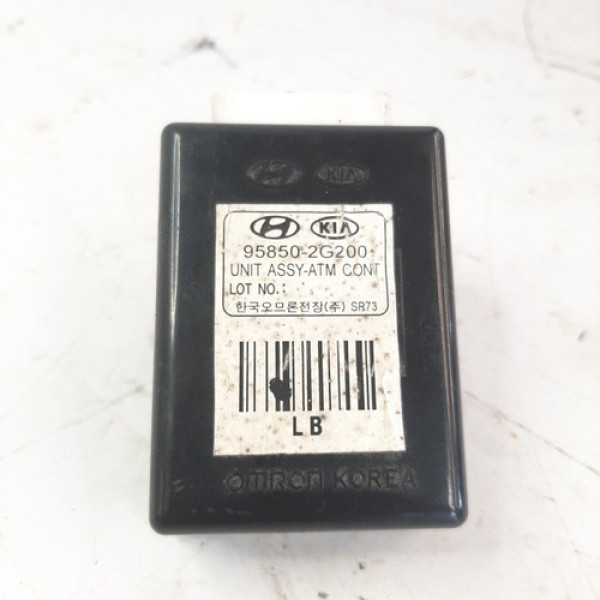 KIA
KIA
95850-2G200
UNIT ASSY-ATM CONT
LOT NO.:
한국오므론전장(주) SR73
LB
OMRON KOREA